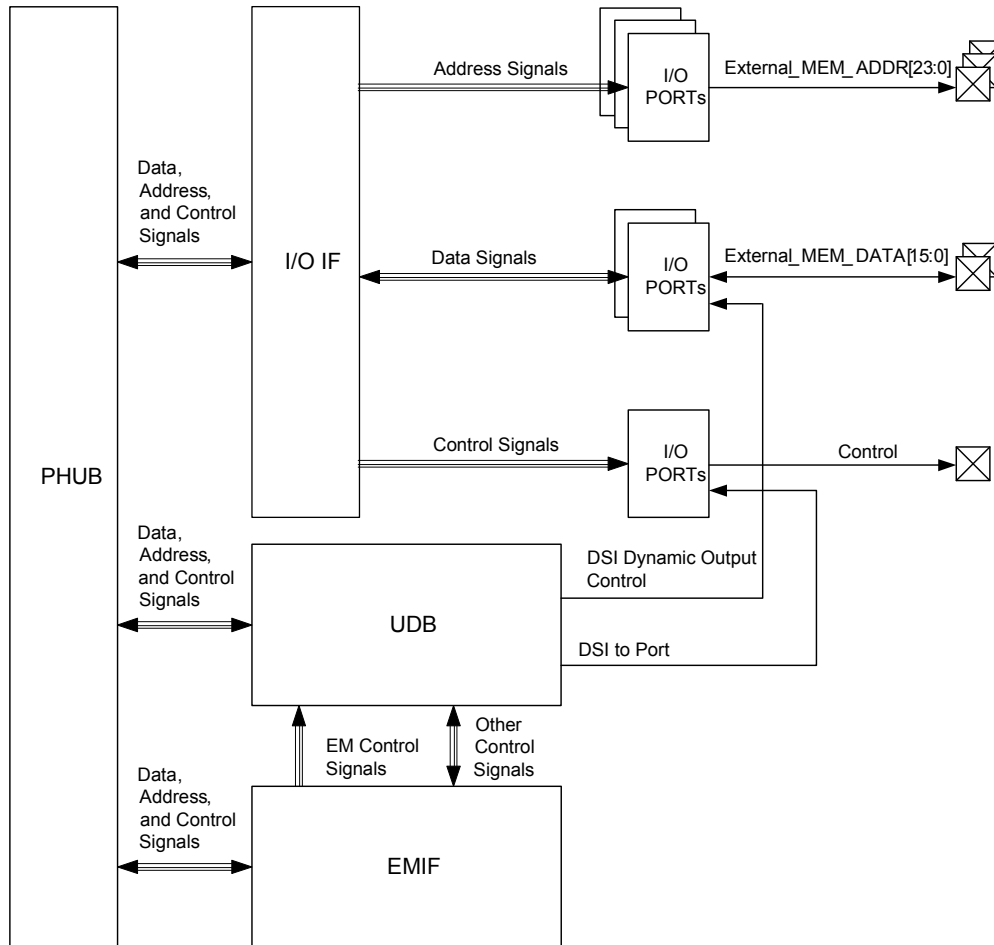 Address Signals
I/O
PORTs
External_MEM_ADDR[23:0]
Data,
Address,
and Control
Signals
I/O IF
Data Signals
I/O
PORTs
External_MEM_DATA[15:0]
Control Signals
I/O
PORTs
Control
PHUB
Data,
Address,
and Control
Signals
UDB
DSI Dynamic Output
Control
DSI to Port
EM Control
Signals
Other
Control
Signals
Data,
Address,
and Control
Signals
EMIF